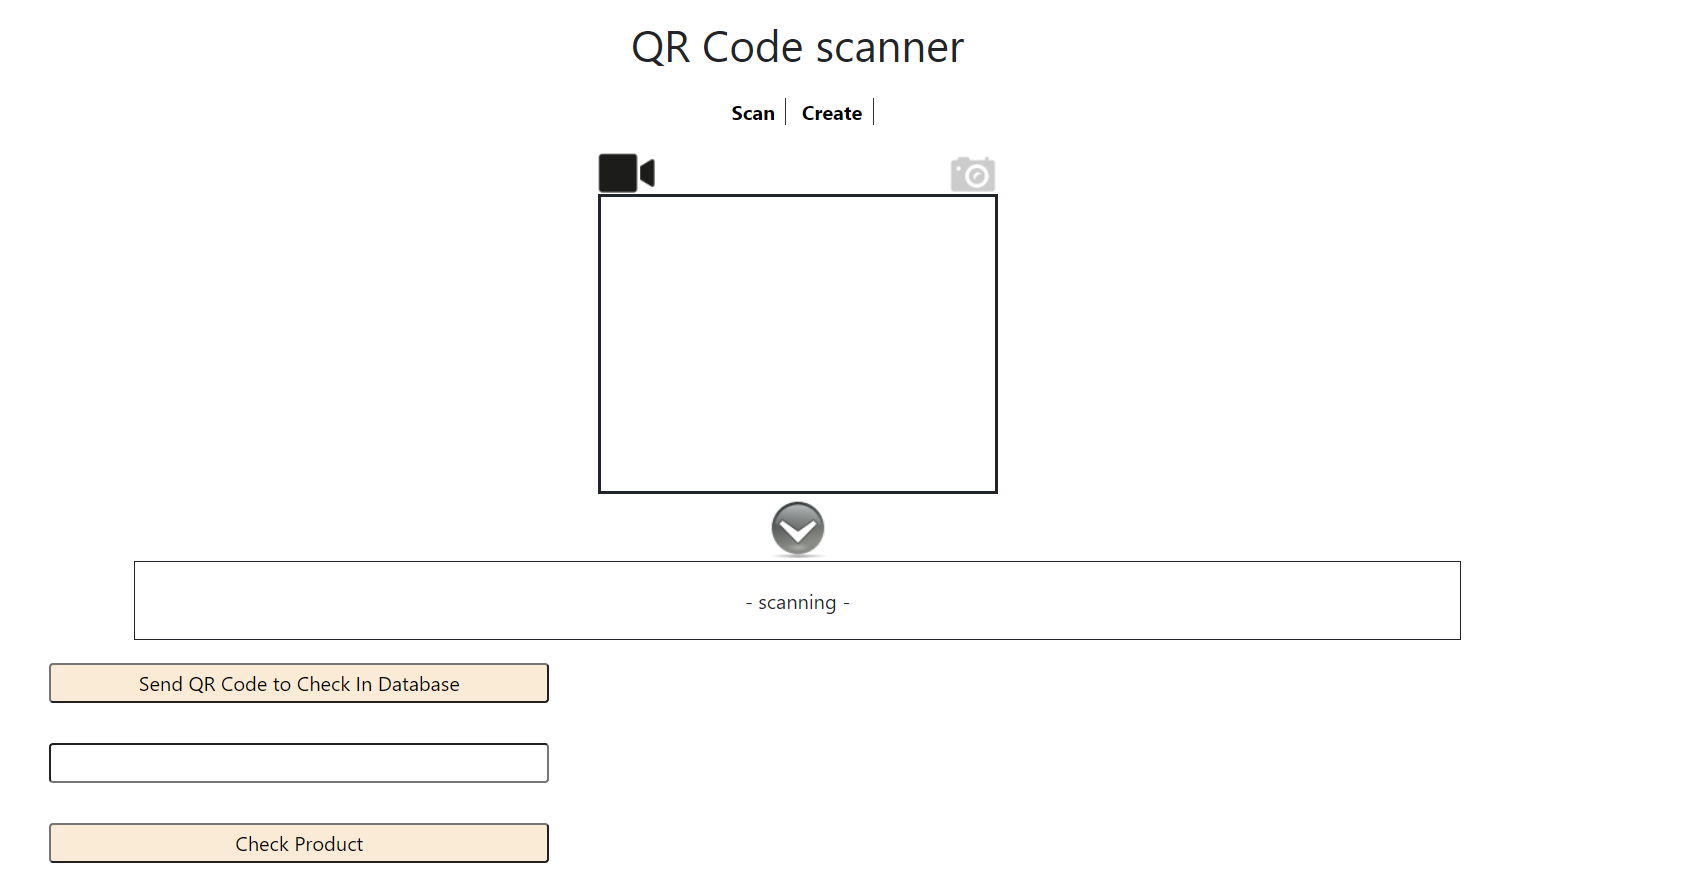 QR Code scanner
Scan Create
- scanning -
Send QR Code to Check In Database
Check Product